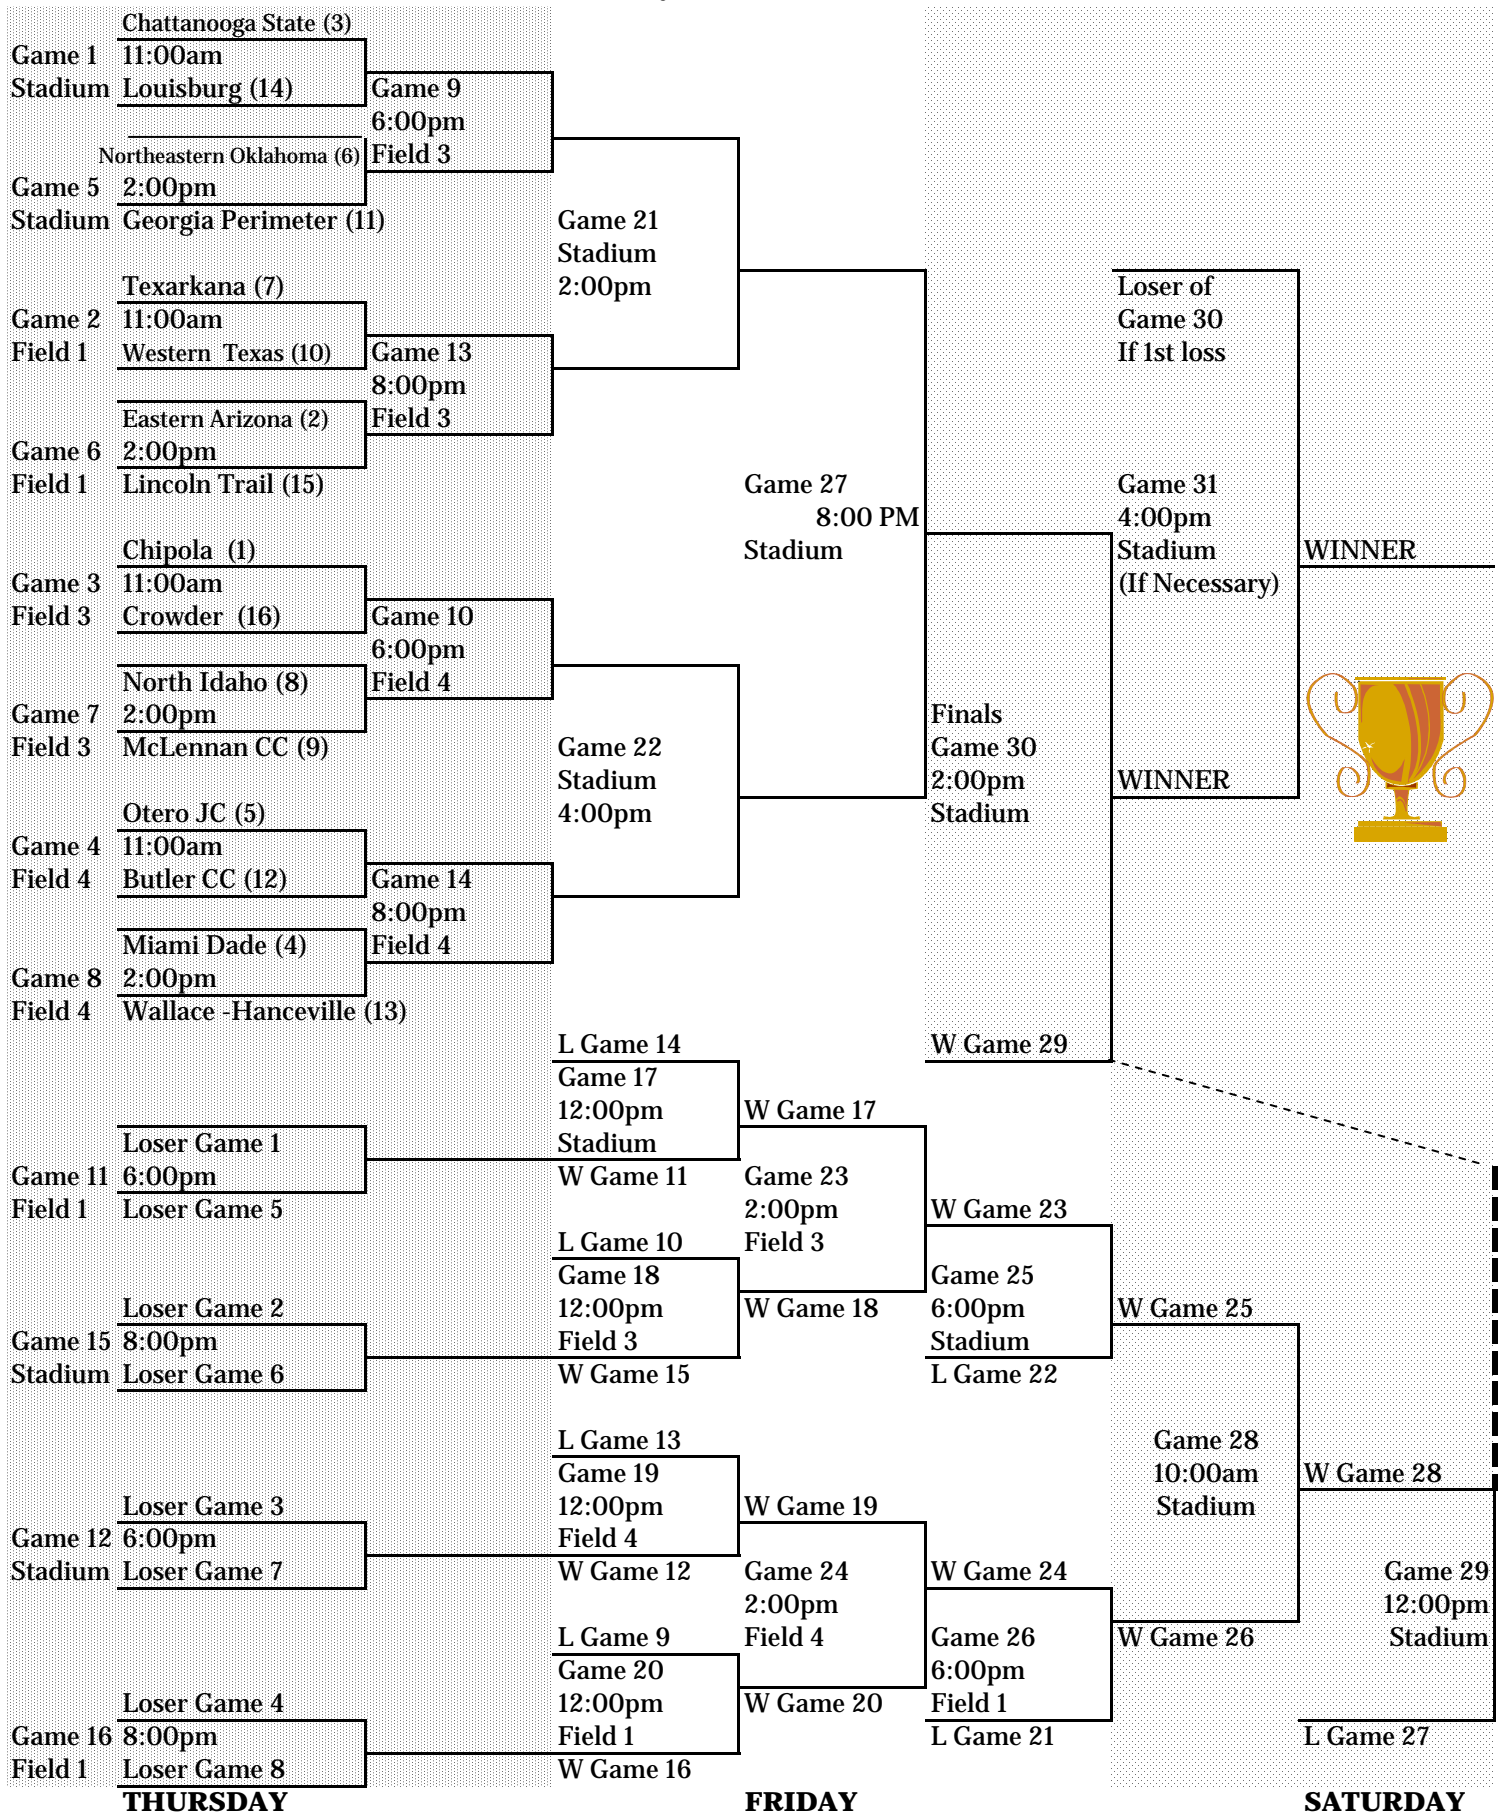 Chattanooga State (3)
Game 1 11:00am
Stadium Louisburg (14)
Game 9
6:00pm
Field 3
Northeastern Oklahoma (6)
Game 5 2:00pm
Stadium Georgia Perimeter (11)
Game 21
Stadium
2:00pm
Texarkana (7)
Game 2 11:00am
Field 1 Western Texas (10)
Game 13
8:00pm
Field 3
Eastern Arizona (2)
Game 6 2:00pm
Field 1 Lincoln Trail (15)
Loser of
Game 30
If 1st loss
Game 27
8:00 PM
Stadium
Game 31
4:00pm
Stadium
(If Necessary)
WINNER
Chipola (1)
Game 3 11:00am
Field 3 Crowder (16)
Game 10
6:00pm
Field 4
North Idaho (8)
Game 7 2:00pm
Field 3 McLennan CC (9)
Game 22
Stadium
4:00pm
Finals
Game 30
2:00pm
Stadium
WINNER
Otero JC (5)
Game 4 11:00am
Field 4 Butler CC (12)
Game 14
8:00pm
Field 4
Miami Dade (4)
Game 8 2:00pm
Field 4 Wallace -Hanceville (13)
L Game 14
Game 17
12:00pm
Stadium
W Game 11
W Game 17
W Game 29
Loser Game 1
Game 11 6:00pm
Field 1 Loser Game 5
Game 23
2:00pm
Field 3
W Game 23
L Game 10
Game 18
12:00pm
Field 3
W Game 15
W Game 18
Game 25
6:00pm
Stadium
L Game 22
W Game 25
Loser Game 2
Game 15 8:00pm
Stadium Loser Game 6
L Game 13
Game 19
12:00pm
Field 4
W Game 12
W Game 19
Game 28
10:00am
Stadium
W Game 28
Loser Game 3
Game 12 6:00pm
Stadium Loser Game 7
Game 24
2:00pm
Field 4
W Game 24
Game 29
12:00pm
Stadium
L Game 9
Game 20
12:00pm
Field 1
W Game 16
W Game 20
Game 26
6:00pm
Field 1
L Game 21
W Game 26
L Game 27
Loser Game 4
Game 16 8:00pm
Field 1 Loser Game 8
THURSDAY FRIDAY SATURDAY